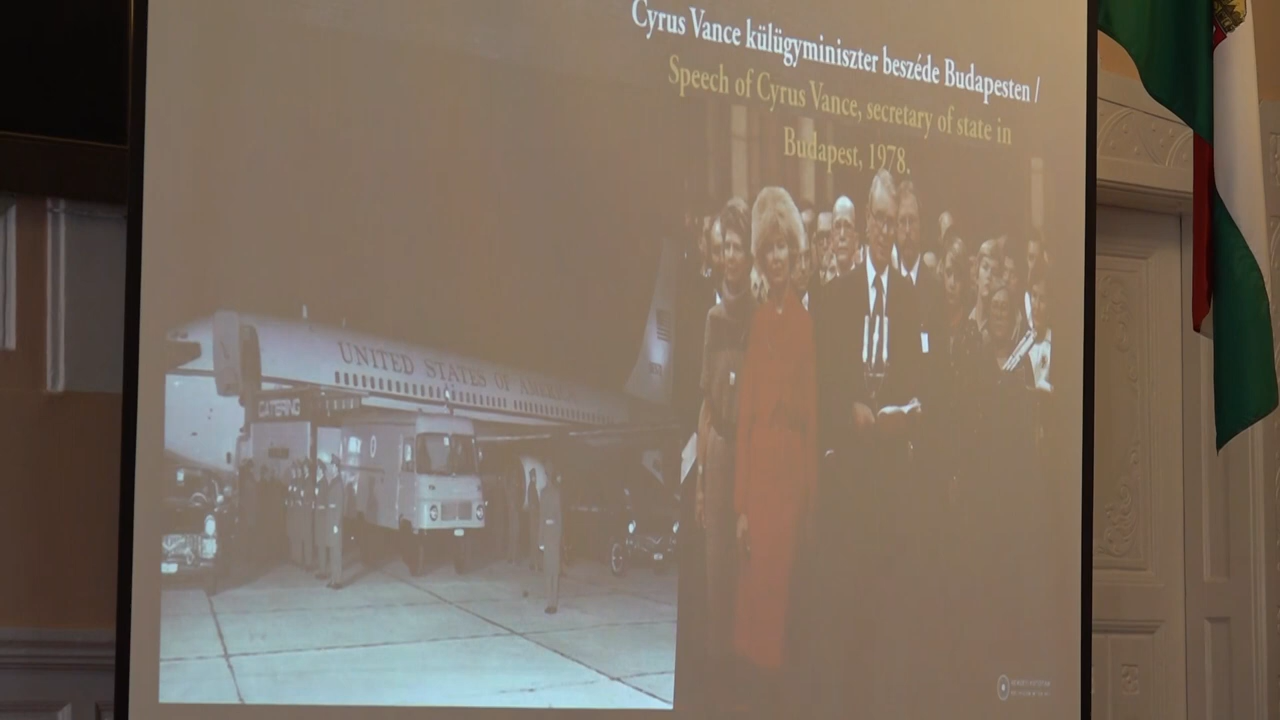 Cyrus Vance külügyminiszter beszéde Budapesten /
Speech of Cyrus Vance, secretary of state in
Budapest, 1978.
UNITED STATES OF AMERICA
CATERING